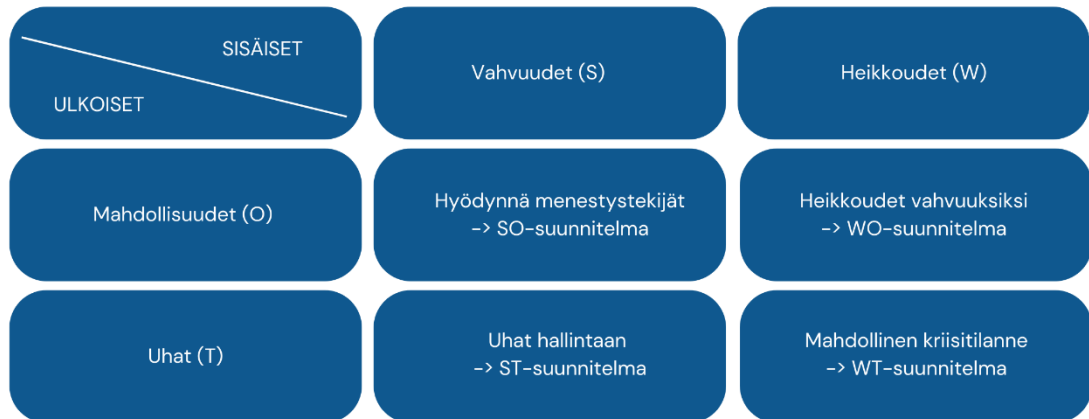 SISÄISET
ULKOISET
Vahvuudet (S)
Heikkoudet (W)
Mahdollisuudet (O)
Hyödynnä menestystekijät
-> SO-suunnitelma
Heikkoudet vahvuuksiksi
-> WO-suunnitelma
Uhat (T)
Uhat hallintaan
-> ST-suunnitelma
Mahdollinen kriisitilanne
-> WT-suunnitelma